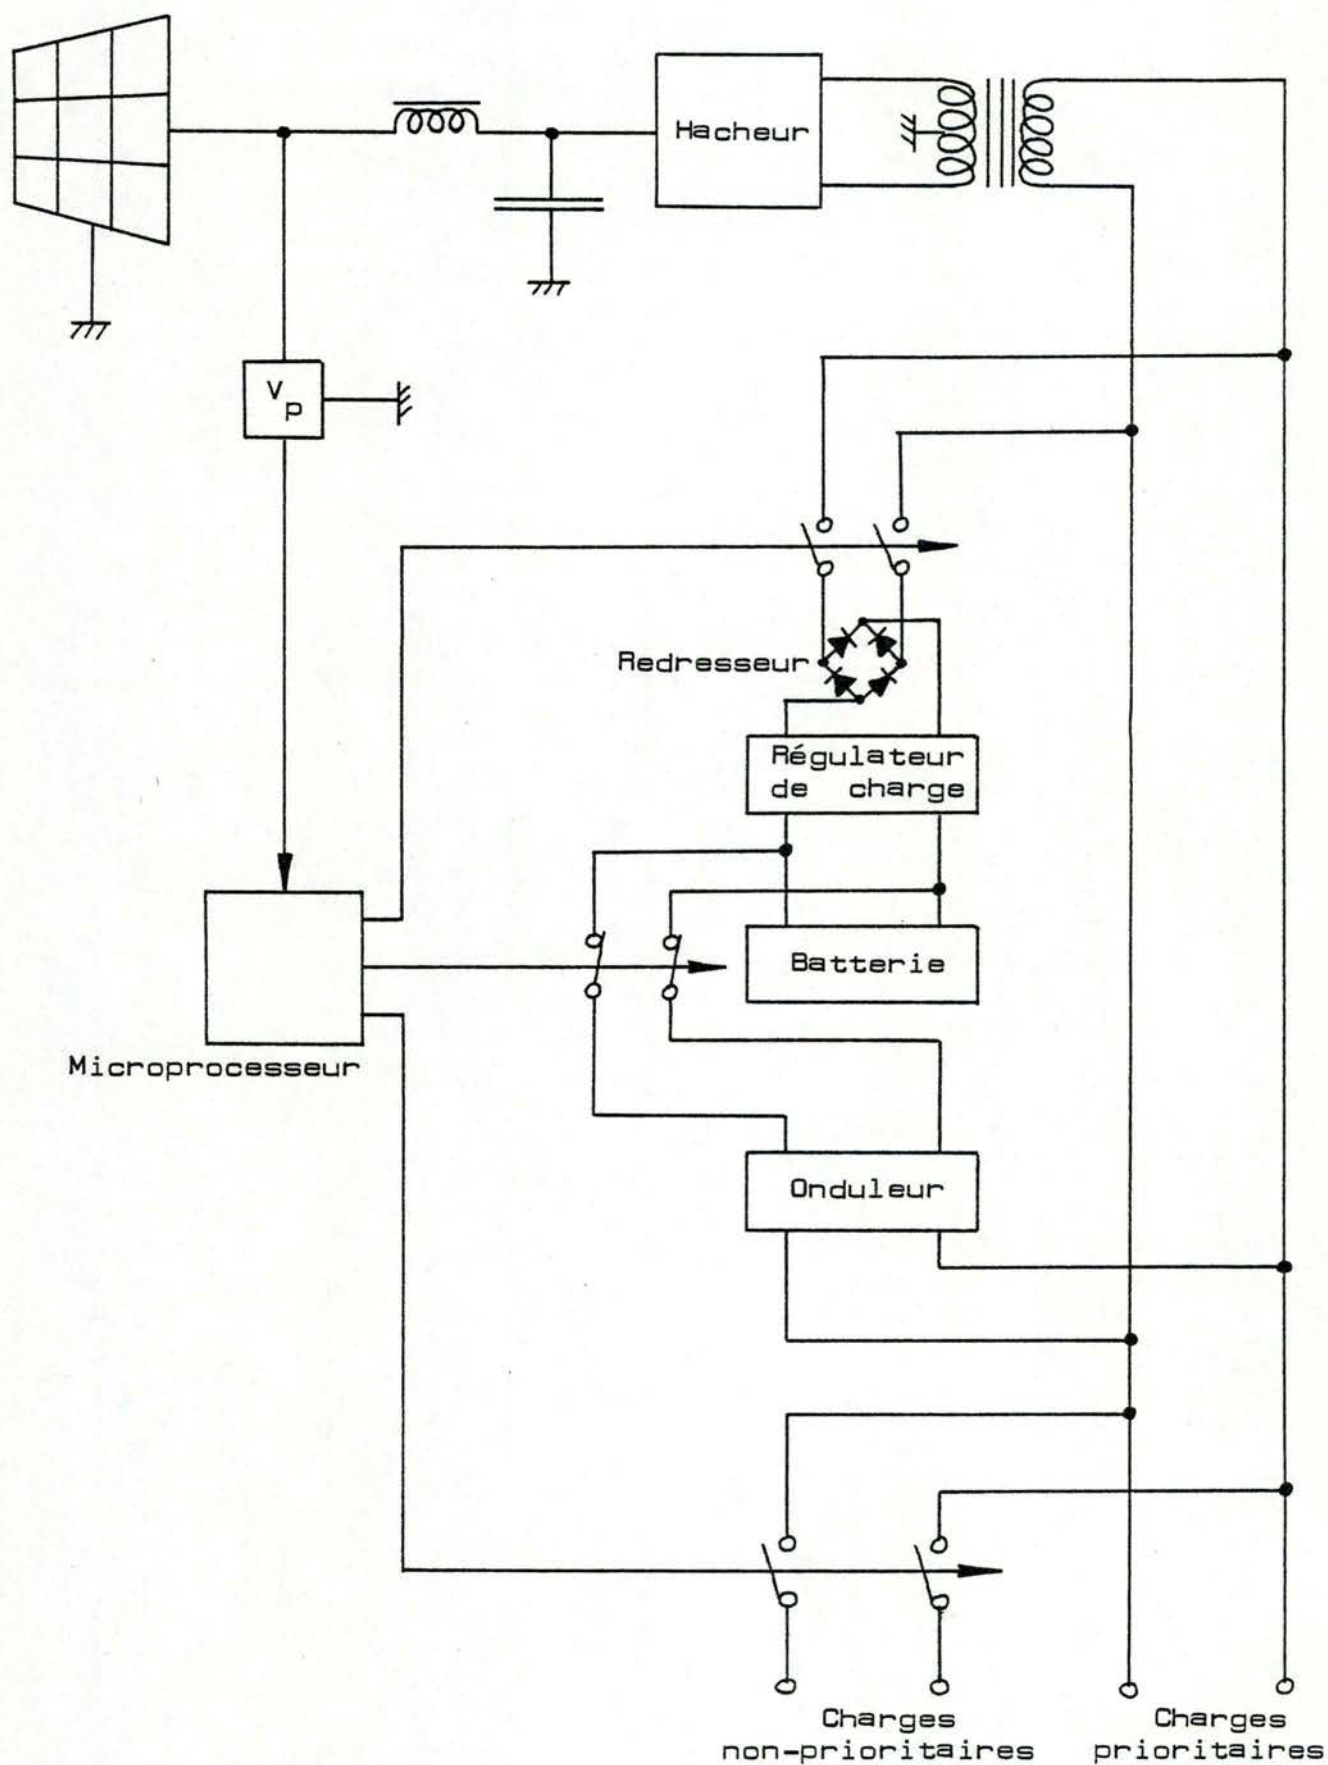 Hacheur
V
p
Redresseur
Régulateur
de charge
Batterie
Microprocesseur
Onduleur
Charges
non-prioritaires
Charges
prioritaires